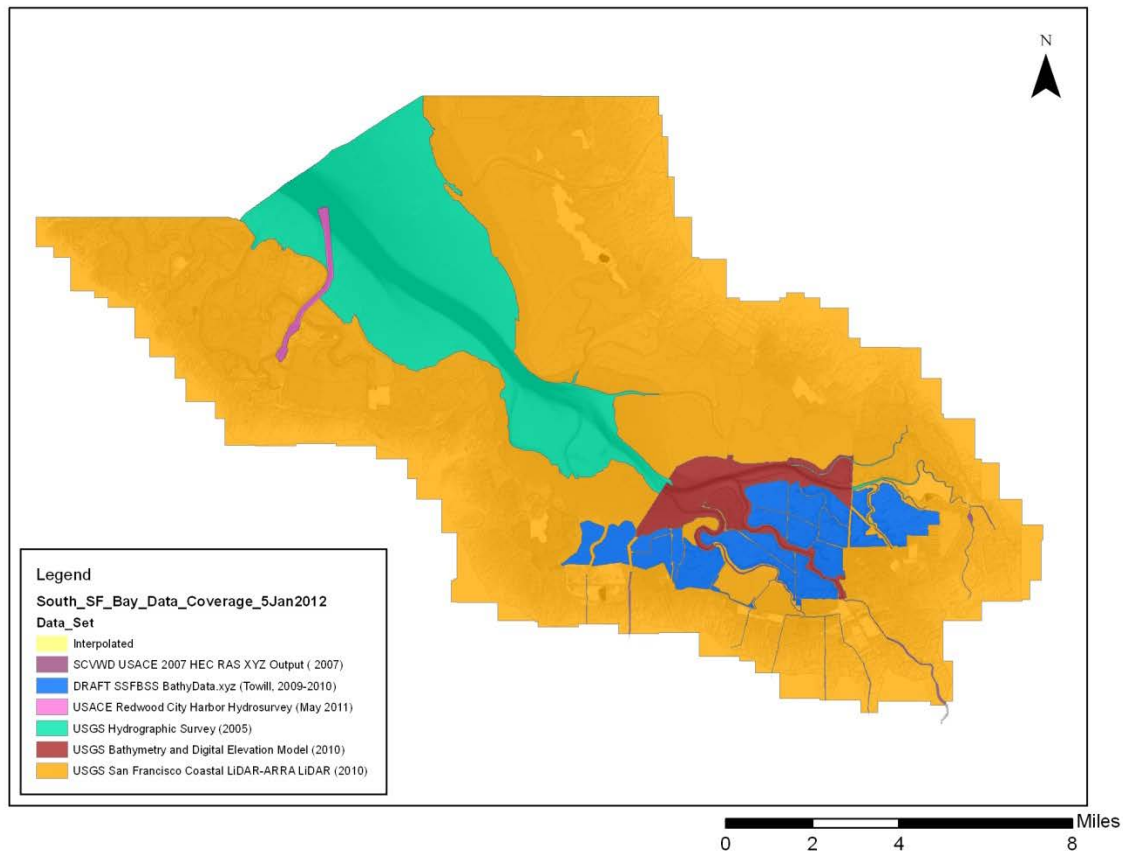 N
Legend
South_SF_Bay_Data_Coverage_5Jan2012
Data_Set
Interpolated
SCVWD USACE 2007 HEC RAS XYZ Output ( 2007)
DRAFT SSFBSS BathyData.xyz (Towill, 2009-2010)
USACE Redwood City Harbor Hydrosurvey (May 2011)
USGS Hydrographic Survey (2005)
USGS Bathymetry and Digital Elevation Model (2010)
USGS San Francisco Coastal LiDAR-ARRA LiDAR (2010)
Miles
0 2 4 8